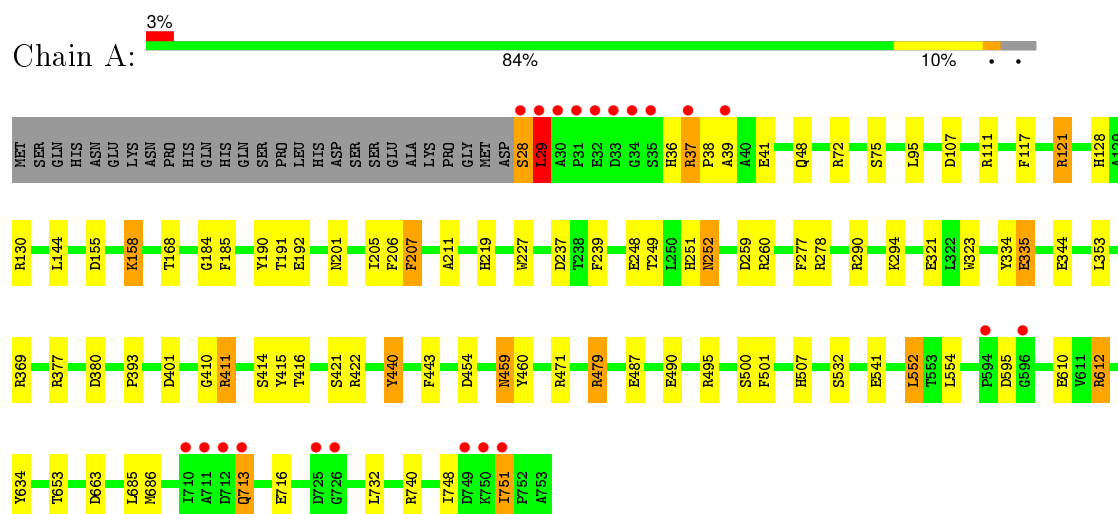 3%
Chain A:
84% 10% • •
MET SER GLN HIS ASN GLU LYS ASN PRO HIS GLN HIS GLN SER PRO LEU HIS ASP SER SER GLU ALA LYS PRO GLY MET ASP S28 L29 A30 P31 E32 D33 G34 S35 H36 R37 P38 A39 A40 E41 Q48 R72 S75 L95 D107 R111 F117 R121 H128 A129
R130 L144 D155 K158 T168 G184 F185 Y190 T191 E192 N201 I205 F206 F207 A211 H219 W227 D237 T238 F239 E248 T249 L250 H251 N252 D259 R260 F277 R278 R290 K294 E321 L322 W323 Y334 E335 E344 L353
R369 R377 D380 P393 D401 G410 R411 S414 Y415 T416 S421 R422 Y440 F443 D454 N459 Y460 R471 R479 E487 E490 R495 S500 F501 H507 S532 E541 L552 T553 L554 P594 D595 G596 E610 V611 R612
Y634 T653 D663 L685 M686 I710 A711 D712 Q713 E716 D725 G726 L732 R740 I748 D749 K750 I751 P752 A753